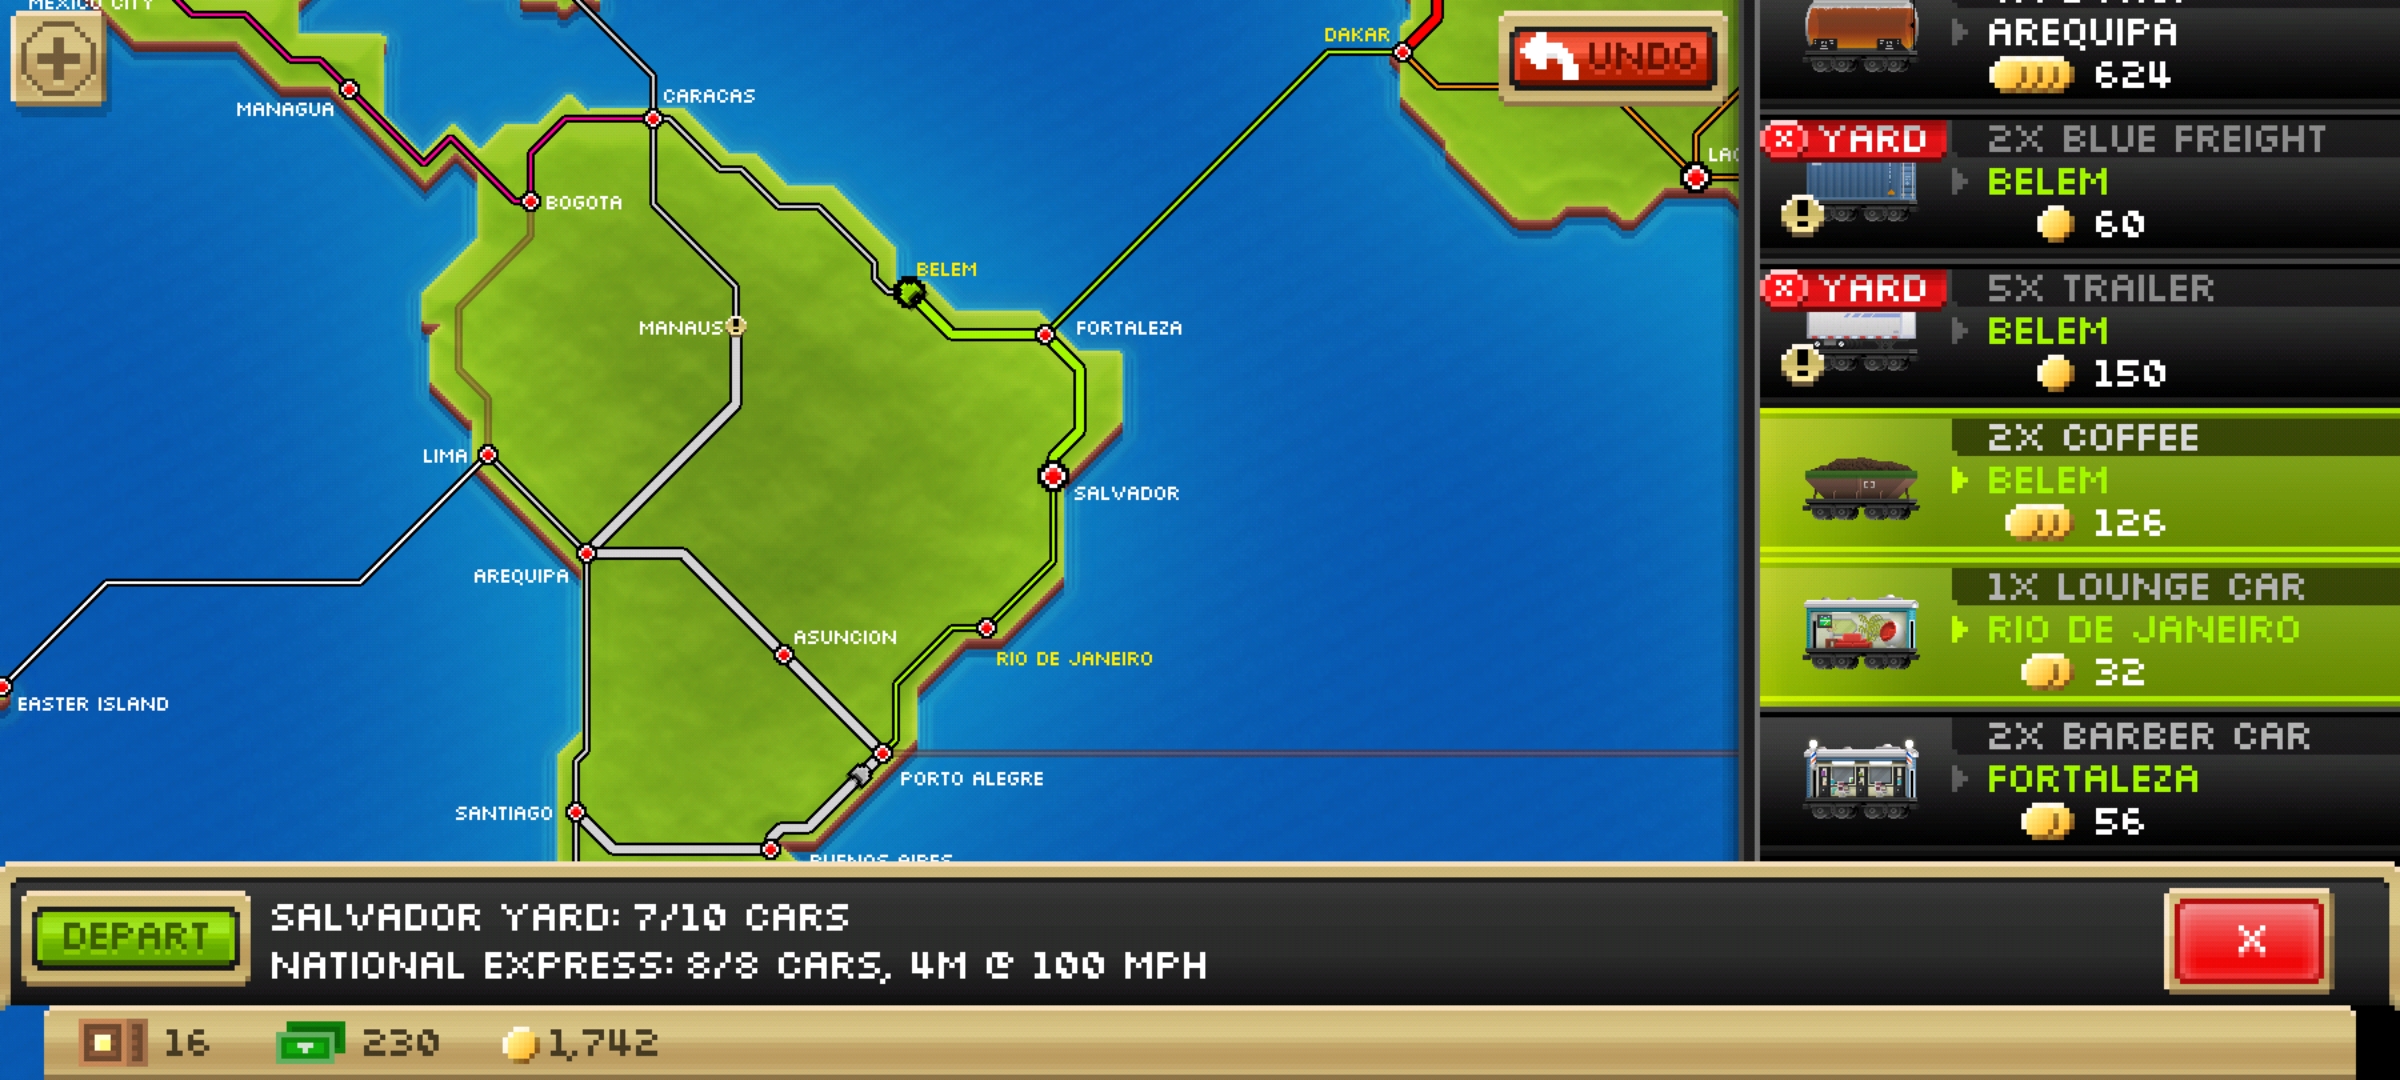 MEXICO CITY
MANAGUA
CARACAS
BOGOTA
BELEM
MANAUS
FORTALEZA
DAKAR
LIMA
SALVADOR
AREQUIPA
ASUNCION
RIO DE JANEIRO
EASTER ISLAND
PORTO ALEGRE
SANTIAGO
BUENOS AIRES
UNDO
AREQUIPA
624
YARD
2X BLUE FREIGHT
BELEM
60
YARD
5X TRAILER
BELEM
150
2X COFFEE
BELEM
126
1X LOUNGE CAR
RIO DE JANEIRO
32
2X BARBER CAR
FORTALEZA
56
DEPART
SALVADOR YARD: 7/10 CARS
NATIONAL EXPRESS: 8/8 CARS, 4M @ 100 MPH
X
16
230
1,742